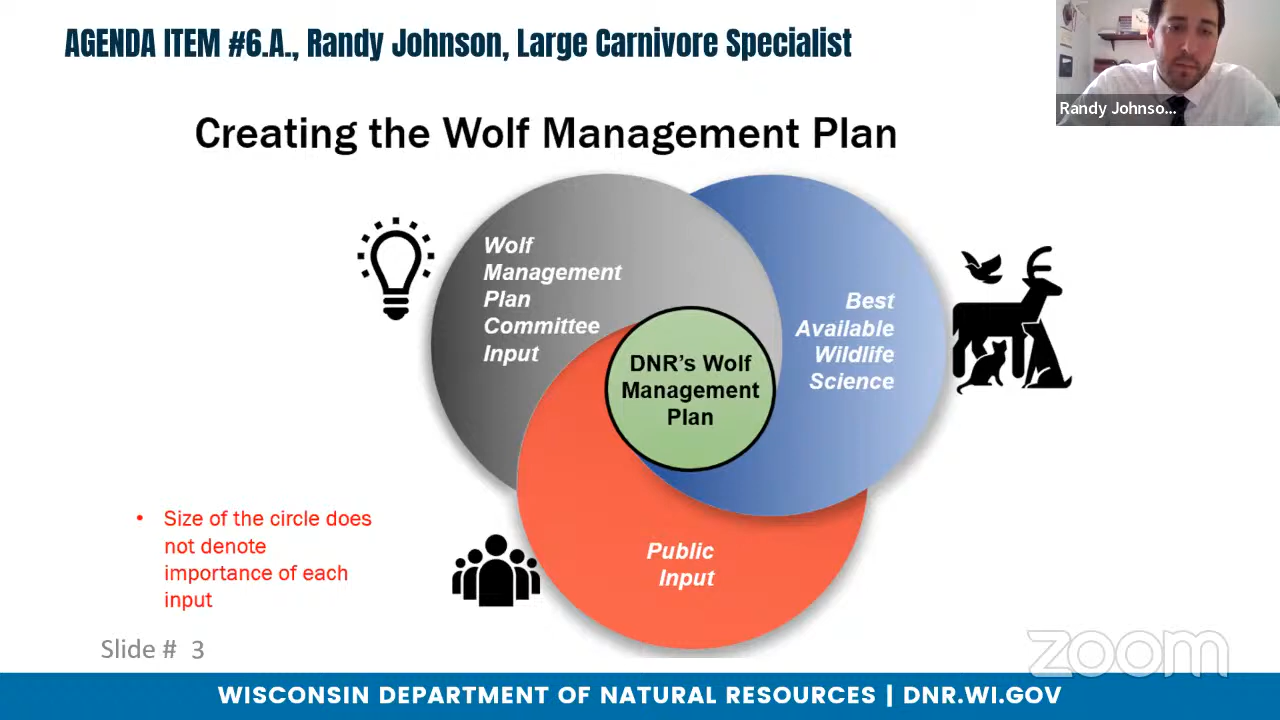 AGENDA ITEM #6.A., Randy Johnson, Large Carnivore Specialist
Randy Johnso...
Creating the Wolf Management Plan
Wolf
Management
Plan
Committee
Input
Best
Available
Wildlife
Science
DNR's Wolf
Management
Plan
• Size of the circle does
not denote
importance of each
input
Public
Input
Slide # 3
zoom
WISCONSIN DEPARTMENT OF NATURAL RESOURCES | DNR.WI.GOV